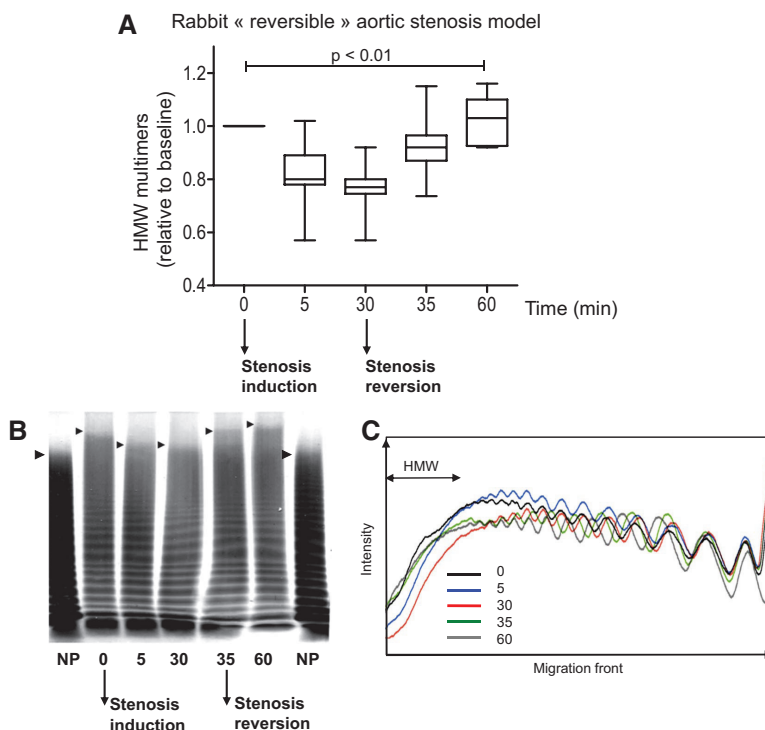 A
Rabbit « reversible » aortic stenosis model
p < 0.01
HMW multimers
(relative to baseline)
1.2
1.0
0.8
0.6
0.4
0 5 30 35 60 Time (min)
Stenosis
induction
Stenosis
reversion
B
NP 0 5 30 35 60 NP
Stenosis
induction
Stenosis
reversion
C
HMW
Intensity
0
5
30
35
60
Migration front